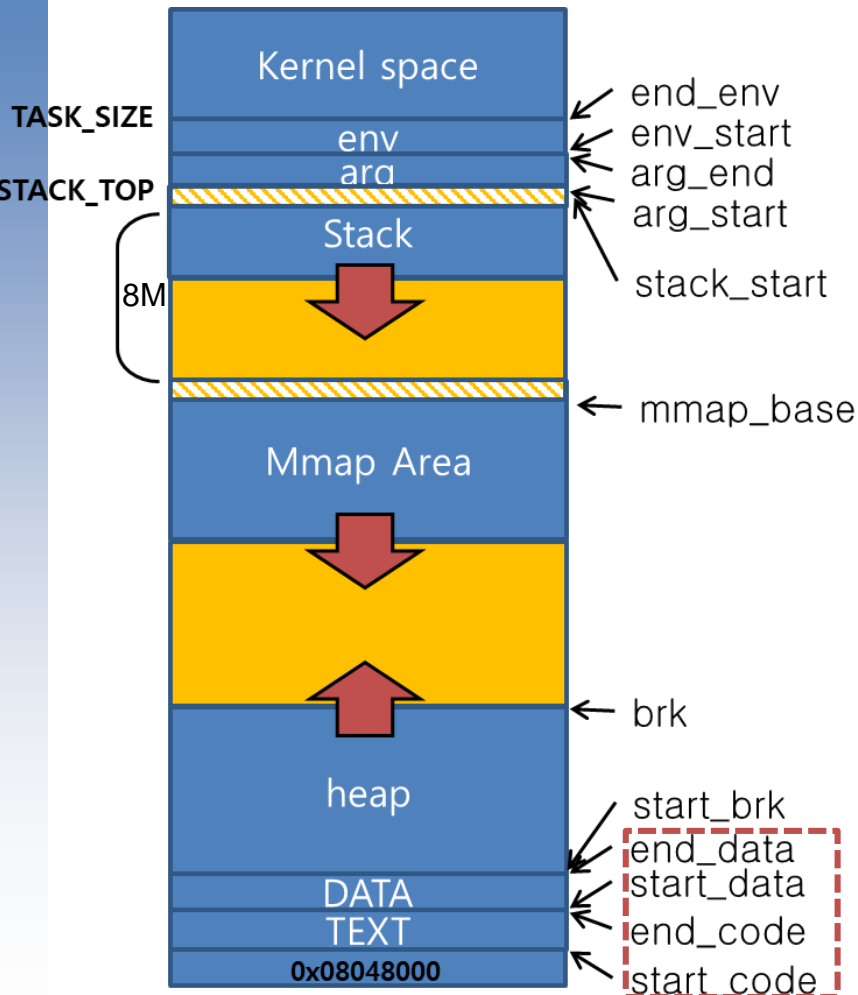 Kernel space
TASK_SIZE
end_env
env
env_start
arg
arg_end
STACK_TOP
arg_start
Stack
stack_start
8M
mmap_base
Mmap Area
brk
heap
start_brk
end_data
DATA
start_data
TEXT
end_code
0x08048000
start_code